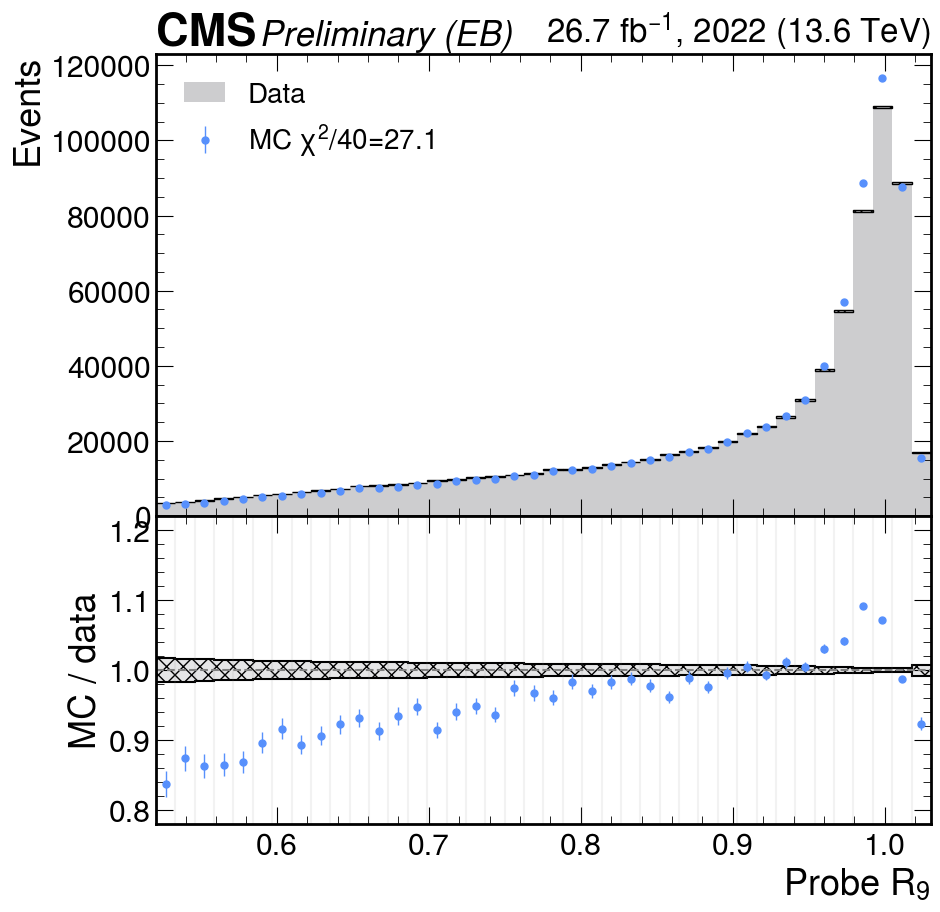 CMS Preliminary (EB) 26.7 fb⁻¹, 2022 (13.6 TeV)
Events
120000
100000
80000
60000
40000
20000
0
Data
MC χ²/40=27.1
MC / data
1.2
1.1
1.0
0.9
0.8
0.6 0.7 0.8 0.9 1.0
Probe R₉